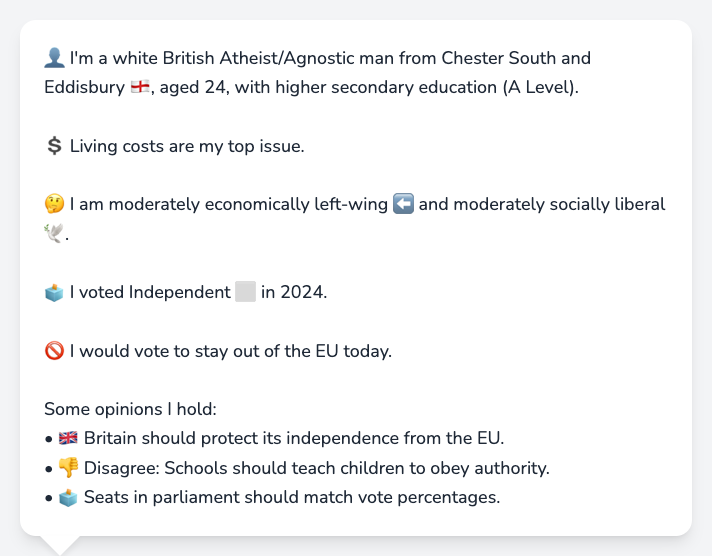 👤 I'm a white British Atheist/Agnostic man from Chester South and
Eddisbury 🏴󠁧󠁢󠁥󠁮󠁧󠁿, aged 24, with higher secondary education (A Level).
💲 Living costs are my top issue.
🤔 I am moderately economically left-wing ⬅️ and moderately socially liberal
🕊️.
🗳️ I voted Independent ⬜ in 2024.
🚫 I would vote to stay out of the EU today.
Some opinions I hold:
• 🇬🇧 Britain should protect its independence from the EU.
• 👎 Disagree: Schools should teach children to obey authority.
• 🗳️ Seats in parliament should match vote percentages.